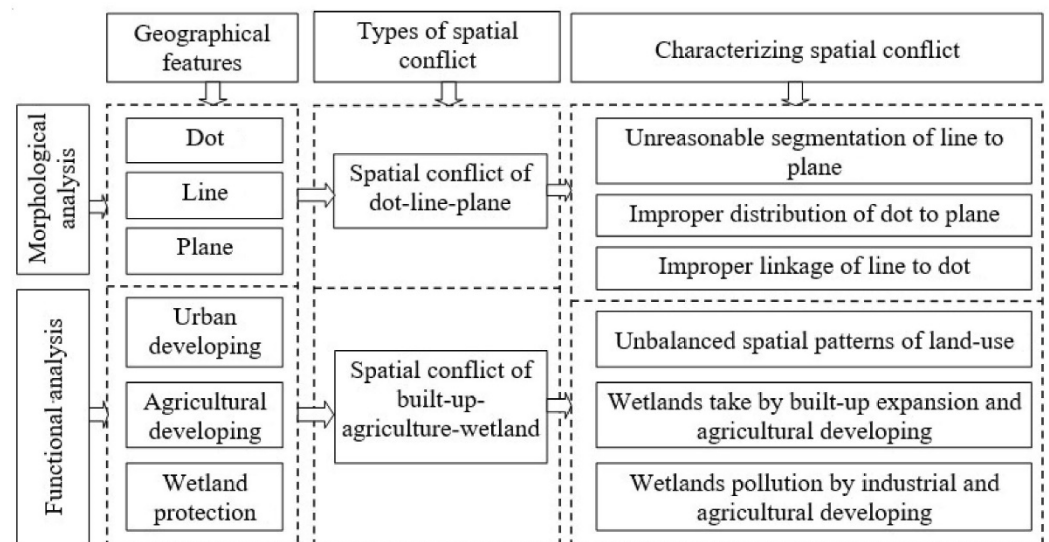 Geographical
features
Types of spatial
conflict
Characterizing spatial conflict
Morphological
analysis
Dot
Line
Plane
Spatial conflict of
dot-line-plane
Unreasonable segmentation of line to
plane
Improper distribution of dot to plane
Improper linkage of line to dot
Functional analysis
Urban
developing
Agricultural
developing
Wetland
protection
Spatial conflict of
built-up-
agriculture-wetland
Unbalanced spatial patterns of land-use
Wetlands take by built-up expansion and
agricultural developing
Wetlands pollution by industrial and
agricultural developing